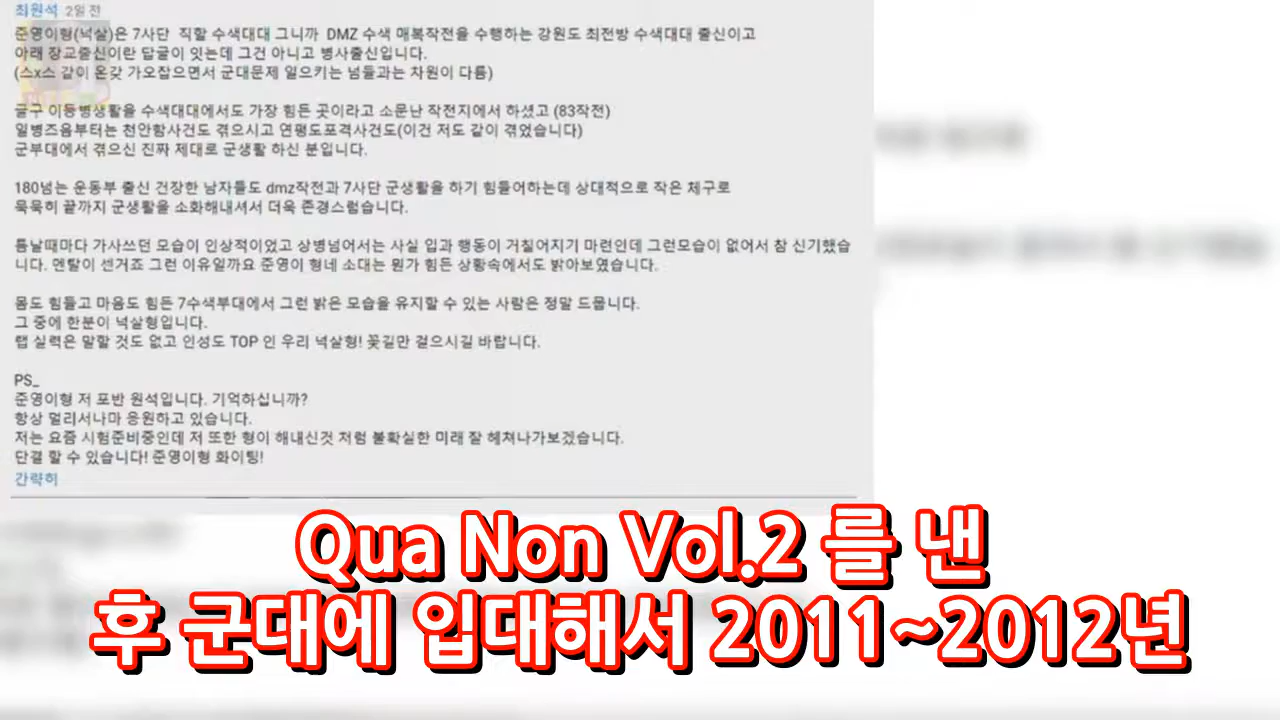 최원석 2일 전
준영이형(넉살)은 7사단 직할 수색대대 그니까 DMZ 수색 매복작전을 수행하는 강원도 최전방 수색대대 출신이고
아래 장교출신이란 답글이 잇는데 그건 아니고 병사출신입니다.
(스x스 같이 온갖 가오잡으면서 군대문제 일으키는 넘들과는 차원이 다름)
글구 이등병생활을 수색대대에서도 가장 힘든 곳이라고 소문난 작전지에서 하셨고 (83작전)
일병즈음부터는 천안함사건도 겪으시고 연평도포격사건도(이건 저도 같이 겪었습니다)
군부대에서 겪으신 진짜 제대로 군생활 하신 분입니다.
180넘는 운동부 출신 건장한 남자들도 dmz작전과 7사단 군생활을 하기 힘들어하는데 상대적으로 작은 체구로
묵묵히 끝까지 군생활을 소화해내셔서 더욱 존경스럽습니다.
틈날때마다 가사쓰던 모습이 인상적이었고 상병넘어서는 사실 입과 행동이 거칠어지기 마련인데 그런모습이 없어서 참 신기했습
니다. 멘탈이 센거죠 그런 이유일까요 준영이 형네 소대는 뭔가 힘든 상황속에서도 밝아보였습니다.
몸도 힘들고 마음도 힘든 7수색부대에서 그런 밝은 모습을 유지할 수 있는 사람은 정말 드뭅니다.
그 중에 한분이 넉살형입니다.
랩 실력은 말할 것도 없고 인성도 TOP 인 우리 넉살형! 꽃길만 걸으시길 바랍니다.
PS_
준영이형 저 포반 원석입니다. 기억하십니까?
항상 멀리서나마 응원하고 있습니다.
저는 요즘 시험준비중인데 저 또한 형이 해내신것 처럼 불확실한 미래 잘 헤쳐나가보겠습니다.
단결 할 수 있습니다! 준영이형 화이팅!
간략히
Qua Non Vol.2 를 낸
후 군대에 입대해서 2011~2012년